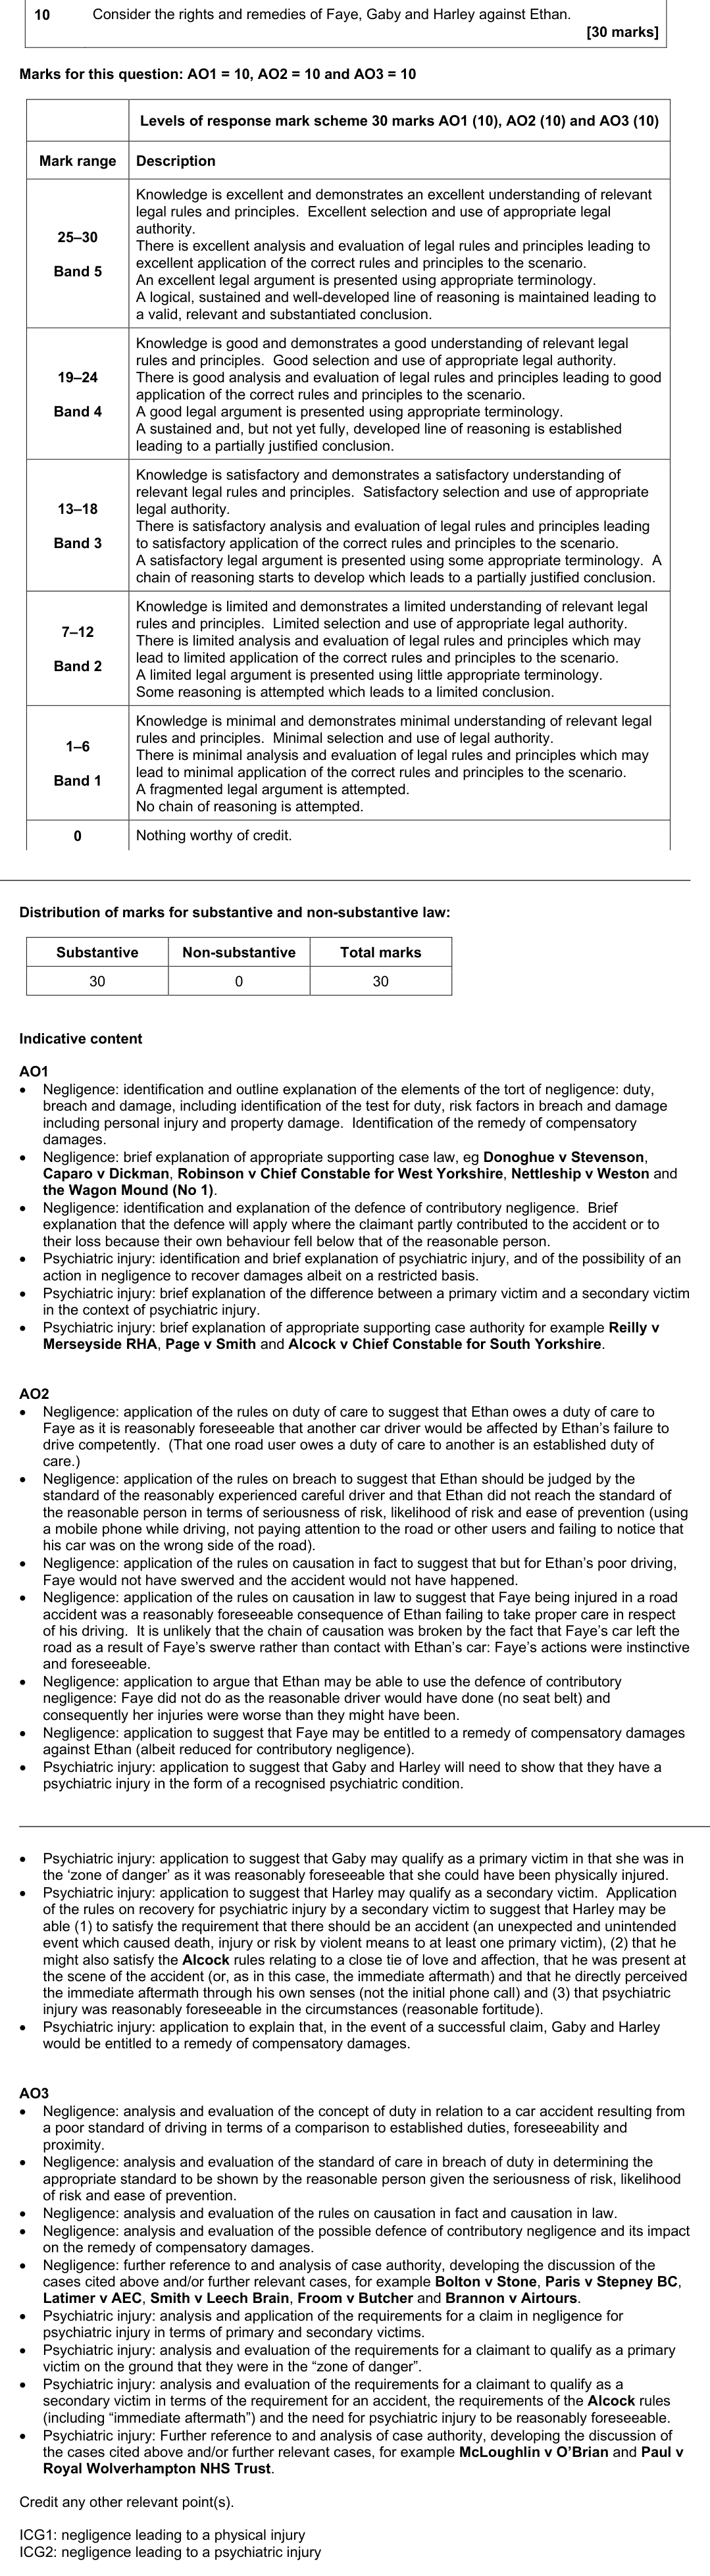 10 Consider the rights and remedies of Faye, Gaby and Harley against Ethan.
[30 marks]
Marks for this question: AO1 = 10, AO2 = 10 and AO3 = 10
Levels of response mark scheme 30 marks AO1 (10), AO2 (10) and AO3 (10)
Mark range Description
25–30
Band 5
Knowledge is excellent and demonstrates an excellent understanding of relevant
legal rules and principles. Excellent selection and use of appropriate legal
authority.
There is excellent analysis and evaluation of legal rules and principles leading to
excellent application of the correct rules and principles to the scenario.
An excellent legal argument is presented using appropriate terminology.
A logical, sustained and well-developed line of reasoning is maintained leading to
a valid, relevant and substantiated conclusion.
19–24
Band 4
Knowledge is good and demonstrates a good understanding of relevant legal
rules and principles. Good selection and use of appropriate legal authority.
There is good analysis and evaluation of legal rules and principles leading to good
application of the correct rules and principles to the scenario.
A good legal argument is presented using appropriate terminology.
A sustained and, but not yet fully, developed line of reasoning is established
leading to a partially justified conclusion.
13–18
Band 3
Knowledge is satisfactory and demonstrates a satisfactory understanding of
relevant legal rules and principles. Satisfactory selection and use of appropriate
legal authority.
There is satisfactory analysis and evaluation of legal rules and principles leading
to satisfactory application of the correct rules and principles to the scenario.
A satisfactory legal argument is presented using some appropriate terminology. A
chain of reasoning starts to develop which leads to a partially justified conclusion.
7–12
Band 2
Knowledge is limited and demonstrates a limited understanding of relevant legal
rules and principles. Limited selection and use of appropriate legal authority.
There is limited analysis and evaluation of legal rules and principles which may
lead to limited application of the correct rules and principles to the scenario.
A limited legal argument is presented using little appropriate terminology.
Some reasoning is attempted which leads to a limited conclusion.
1–6
Band 1
Knowledge is minimal and demonstrates minimal understanding of relevant legal
rules and principles. Minimal selection and use of legal authority.
There is minimal analysis and evaluation of legal rules and principles which may
lead to minimal application of the correct rules and principles to the scenario.
A fragmented legal argument is attempted.
No chain of reasoning is attempted.
0 Nothing worthy of credit.
Distribution of marks for substantive and non-substantive law:
Substantive Non-substantive Total marks
30 0 30
Indicative content
AO1
• Negligence: identification and outline explanation of the elements of the tort of negligence: duty,
breach and damage, including identification of the test for duty, risk factors in breach and damage
including personal injury and property damage. Identification of the remedy of compensatory
damages.
• Negligence: brief explanation of appropriate supporting case law, eg Donoghue v Stevenson,
Caparo v Dickman, Robinson v Chief Constable for West Yorkshire, Nettleship v Weston and
the Wagon Mound (No 1).
• Negligence: identification and explanation of the defence of contributory negligence. Brief
explanation that the defence will apply where the claimant partly contributed to the accident or to
their loss because their own behaviour fell below that of the reasonable person.
• Psychiatric injury: identification and brief explanation of psychiatric injury, and of the possibility of an
action in negligence to recover damages albeit on a restricted basis.
• Psychiatric injury: brief explanation of the difference between a primary victim and a secondary victim
in the context of psychiatric injury.
• Psychiatric injury: brief explanation of appropriate supporting case authority for example Reilly v
Merseyside RHA, Page v Smith and Alcock v Chief Constable for South Yorkshire.
AO2
• Negligence: application of the rules on duty of care to suggest that Ethan owes a duty of care to
Faye as it is reasonably foreseeable that another car driver would be affected by Ethan's failure to
drive competently. (That one road user owes a duty of care to another is an established duty of
care.)
• Negligence: application of the rules on breach to suggest that Ethan should be judged by the
standard of the reasonably experienced careful driver and that Ethan did not reach the standard of
the reasonable person in terms of seriousness of risk, likelihood of risk and ease of prevention (using
a mobile phone while driving, not paying attention to the road or other users and failing to notice that
his car was on the wrong side of the road).
• Negligence: application of the rules on causation in fact to suggest that but for Ethan's poor driving,
Faye would not have swerved and the accident would not have happened.
• Negligence: application of the rules on causation in law to suggest that Faye being injured in a road
accident was a reasonably foreseeable consequence of Ethan failing to take proper care in respect
of his driving. It is unlikely that the chain of causation was broken by the fact that Faye's car left the
road as a result of Faye's swerve rather than contact with Ethan's car: Faye's actions were instinctive
and foreseeable.
• Negligence: application to argue that Ethan may be able to use the defence of contributory
negligence: Faye did not do as the reasonable driver would have done (no seat belt) and
consequently her injuries were worse than they might have been.
• Negligence: application to suggest that Faye may be entitled to a remedy of compensatory damages
against Ethan (albeit reduced for contributory negligence).
• Psychiatric injury: application to suggest that Gaby and Harley will need to show that they have a
psychiatric injury in the form of a recognised psychiatric condition.
• Psychiatric injury: application to suggest that Gaby may qualify as a primary victim in that she was in
the 'zone of danger' as it was reasonably foreseeable that she could have been physically injured.
• Psychiatric injury: application to suggest that Harley may qualify as a secondary victim. Application
of the rules on recovery for psychiatric injury by a secondary victim to suggest that Harley may be
able (1) to satisfy the requirement that there should be an accident (an unexpected and unintended
event which caused death, injury or risk by violent means to at least one primary victim), (2) that he
might also satisfy the Alcock rules relating to a close tie of love and affection, that he was present at
the scene of the accident (or, as in this case, the immediate aftermath) and that he directly perceived
the immediate aftermath through his own senses (not the initial phone call) and (3) that psychiatric
injury was reasonably foreseeable in the circumstances (reasonable fortitude).
• Psychiatric injury: application to explain that, in the event of a successful claim, Gaby and Harley
would be entitled to a remedy of compensatory damages.
AO3
• Negligence: analysis and evaluation of the concept of duty in relation to a car accident resulting from
a poor standard of driving in terms of a comparison to established duties, foreseeability and
proximity.
• Negligence: analysis and evaluation of the standard of care in breach of duty in determining the
appropriate standard to be shown by the reasonable person given the seriousness of risk, likelihood
of risk and ease of prevention.
• Negligence: analysis and evaluation of the rules on causation in fact and causation in law.
• Negligence: analysis and evaluation of the possible defence of contributory negligence and its impact
on the remedy of compensatory damages.
• Negligence: further reference to and analysis of case authority, developing the discussion of the
cases cited above and/or further relevant cases, for example Bolton v Stone, Paris v Stepney BC,
Latimer v AEC, Smith v Leech Brain, Froom v Butcher and Brannon v Airtours.
• Psychiatric injury: analysis and application of the requirements for a claim in negligence for
psychiatric injury in terms of primary and secondary victims.
• Psychiatric injury: analysis and evaluation of the requirements for a claimant to qualify as a primary
victim on the ground that they were in the "zone of danger".
• Psychiatric injury: analysis and evaluation of the requirements for a claimant to qualify as a
secondary victim in terms of the requirement for an accident, the requirements of the Alcock rules
(including "immediate aftermath") and the need for psychiatric injury to be reasonably foreseeable.
• Psychiatric injury: Further reference to and analysis of case authority, developing the discussion of
the cases cited above and/or further relevant cases, for example McLoughlin v O'Brian and Paul v
Royal Wolverhampton NHS Trust.
Credit any other relevant point(s).
ICG1: negligence leading to a physical injury
ICG2: negligence leading to a psychiatric injury